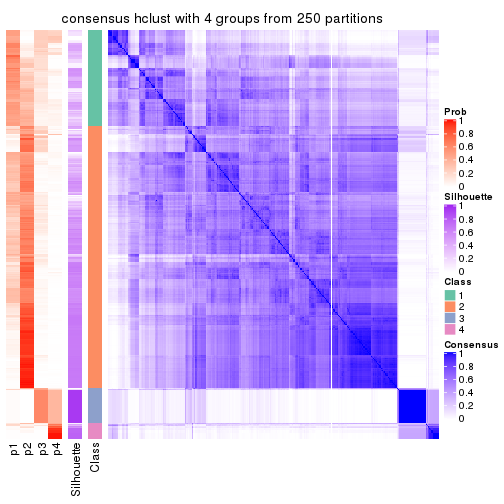 consensus hclust with 4 groups from 250 partitions
Prob
1
0.8
0.6
0.4
0.2
0
Silhouette
1
0.8
0.6
0.4
0.2
0
Class
1
2
3
4
Consensus
1
0.8
0.6
0.4
0.2
0
p1
p2
p3
p4
Silhouette
Class